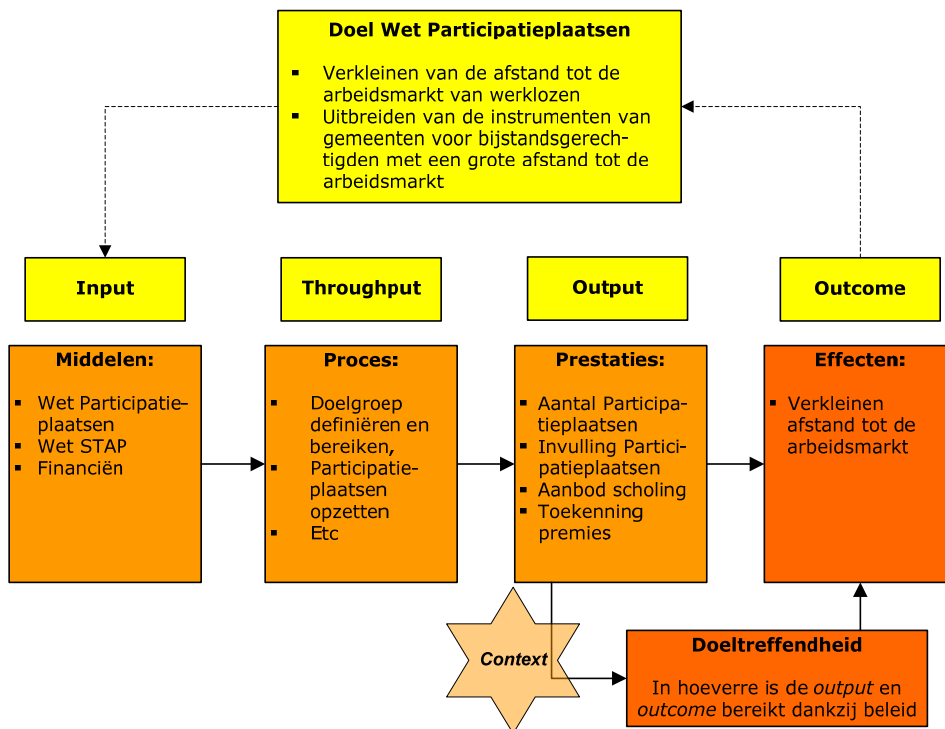 Doel Wet Participatieplaatsen
▪ Verkleinen van de afstand tot de
arbeidsmarkt van werklozen
▪ Uitbreiden van de instrumenten van
gemeenten voor bijstandsgerech-
tigden met een grote afstand tot de
arbeidsmarkt
Input
Throughput
Output
Outcome
Middelen:
▪ Wet Participatie-
plaatsen
▪ Wet STAP
▪ Financiën
Proces:
▪ Doelgroep
definiëren en
bereiken,
▪ Participatie-
plaatsen
opzetten
▪ Etc
Prestaties:
▪ Aantal Participa-
tieplaatsen
▪ Invulling Partici-
patieplaatsen
▪ Aanbod scholing
▪ Toekenning
premies
Effecten:
▪ Verkleinen
afstand tot de
arbeidsmarkt
Context
Doeltreffendheid
In hoeverre is de output en
outcome bereikt dankzij beleid